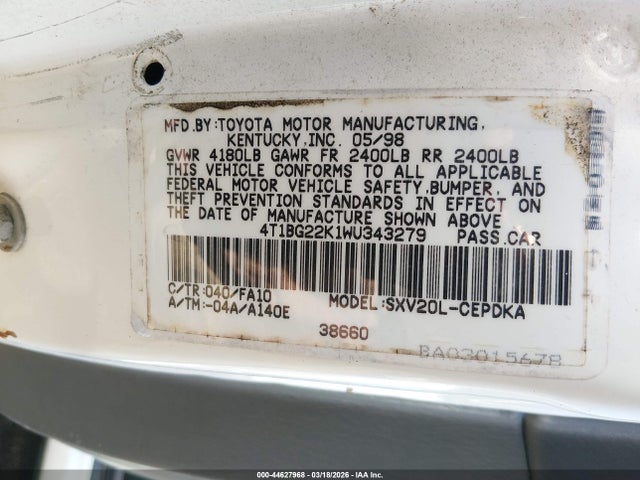 MFD.BY:TOYOTA MOTOR MANUFACTURING,
KENTUCKY,INC. 05/98
GVWR 4180LB GAWR FR 2400LB RR 2400LB
THIS VEHICLE CONFORMS TO ALL APPLICABLE
FEDERAL MOTOR VEHICLE SAFETY,BUMPER, AND
THEFT PREVENTION STANDARDS IN EFFECT ON
THE DATE OF MANUFACTURE SHOWN ABOVE
4T1BG22K1WU343279 PASS.CAR
C/TR:040/FA10
A/TM:-04A/A140E
MODEL:SXV20L-CEPDKA
38660
BA03015678
000-44627968 - 03/18/2026 - IAA Inc.